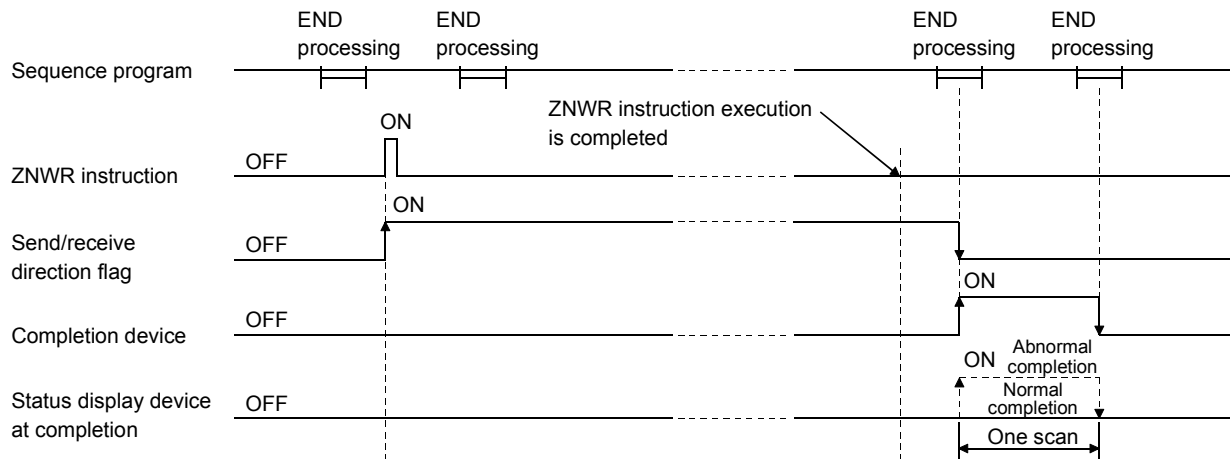 END
processing
END
processing
END
processing
END
processing
Sequence program
ZNWR instruction execution
is completed
ON
OFF
ZNWR instruction
ON
OFF
Send/receive
direction flag
ON
OFF
Completion device
ON
Abnormal
completion
OFF
Normal
completion
Status display device
at completion
One scan